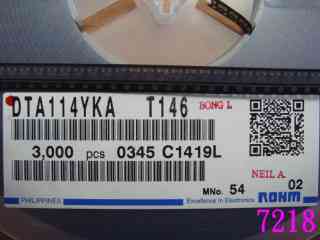 DTA114YKA T146
BONG L
3,000 pcs 0345 C1419L
NEIL A.
MNo. 54 02
PHILIPPINES
Excellence in Electronics ROHM
7218